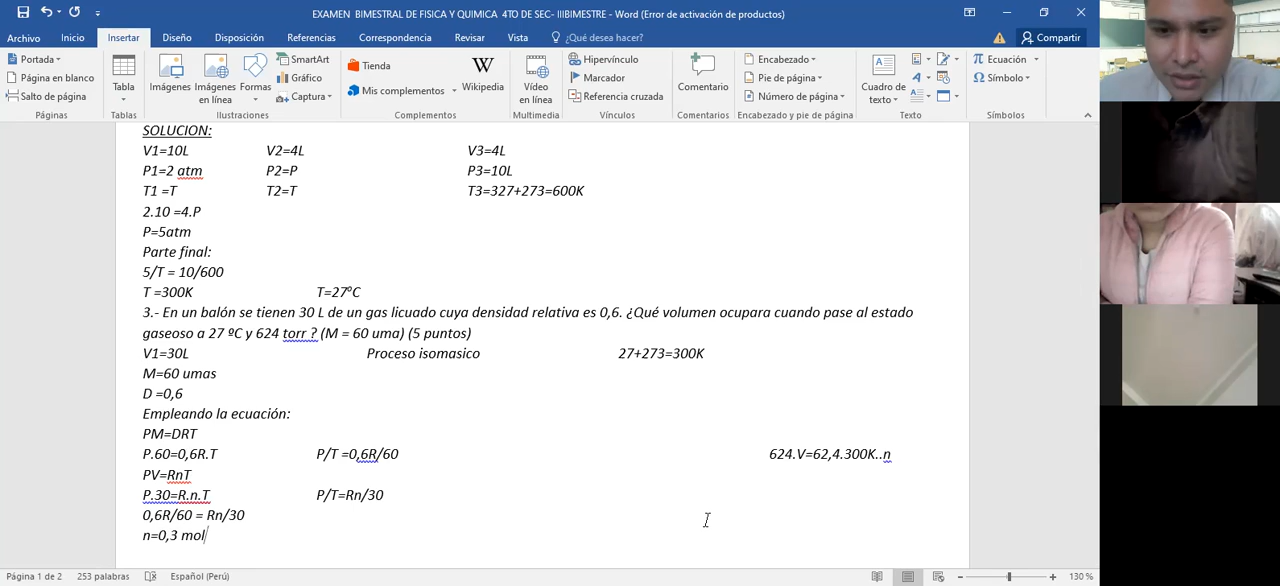 EXAMEN BIMESTRAL DE FISICA Y QUIMICA 4TO DE SEC- IIIBIMESTRE - Word (Error de activación de productos)
Archivo Inicio Insertar Diseño Disposición Referencias Correspondencia Revisar Vista ¿Qué desea hacer? Compartir
Portada
Página en blanco
Salto de página
Páginas
Tabla
Tablas
Imágenes
Imágenes en línea
Formas
SmartArt
Gráfico
Captura
Ilustraciones
Tienda
Mis complementos
Wikipedia
Complementos
Vídeo en línea
Multimedia
Hipervínculo
Marcador
Referencia cruzada
Vínculos
Comentario
Comentarios
Encabezado
Pie de página
Número de página
Encabezado y pie de página
Cuadro de texto
Texto
Ecuación
Símbolo
Símbolos
SOLUCION:
V1=10L V2=4L V3=4L
P1=2 atm P2=P P3=10L
T1 =T T2=T T3=327+273=600K
2.10 =4.P
P=5atm
Parte final:
5/T = 10/600
T =300K T=27ºC
3.- En un balón se tienen 30 L de un gas licuado cuya densidad relativa es 0,6. ¿Qué volumen ocupara cuando pase al estado
gaseoso a 27 ºC y 624 torr ? (M = 60 uma) (5 puntos)
V1=30L Proceso isomasico 27+273=300K
M=60 umas
D =0,6
Empleando la ecuación:
PM=DRT
P.60=0,6R.T P/T =0,6R/60 624.V=62,4.300K..n
PV=RnT
P.30=R.n.T P/T=Rn/30
0,6R/60 = Rn/30
n=0,3 mol
Página 1 de 2 253 palabras Español (Perú) 130 %